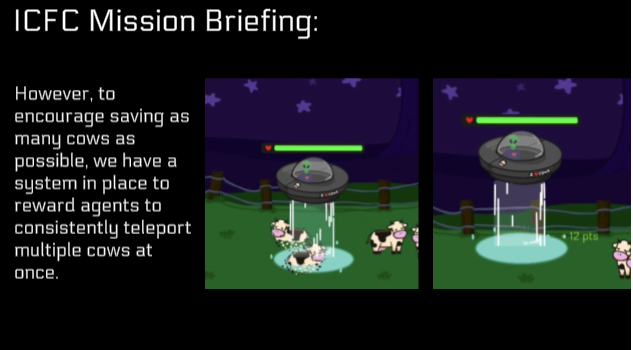 ICFC Mission Briefing:
However, to
encourage saving as
many cows as
possible, we have a
system in place to
reward agents to
consistently teleport
multiple cows at
once.
+12 pts